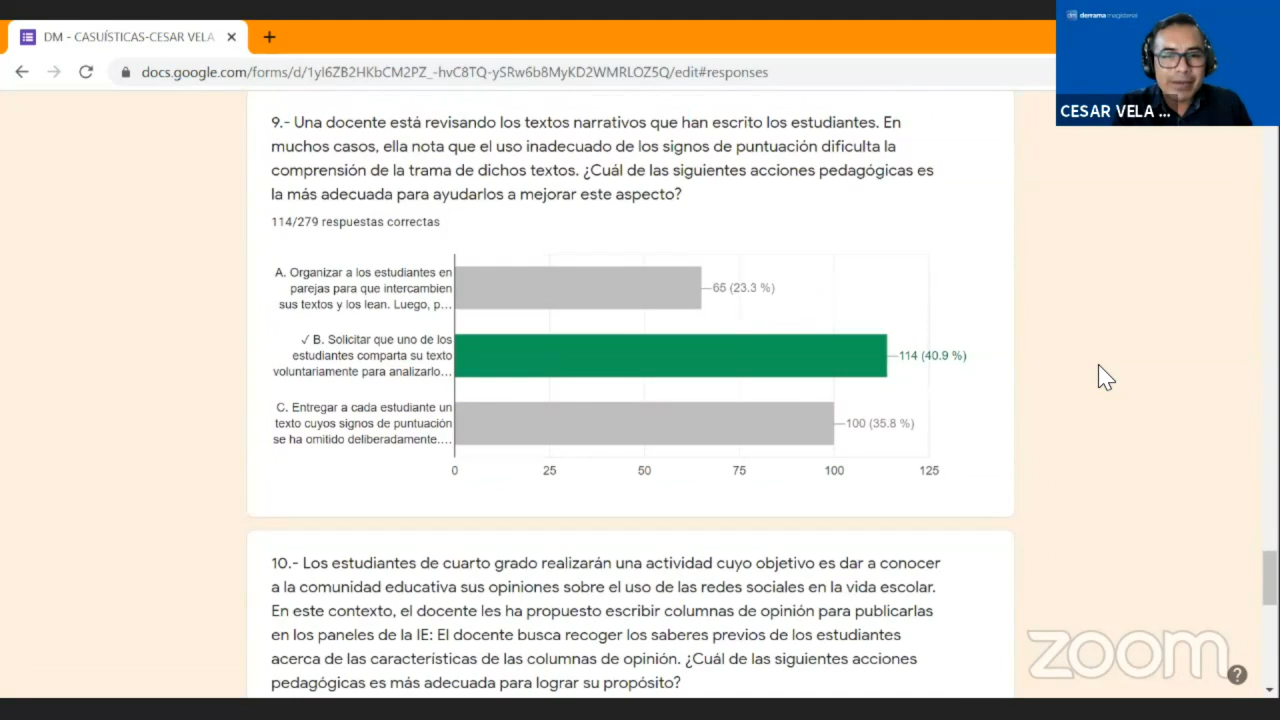 DM - CASUÍSTICAS-CESAR VELA
docs.google.com/forms/d/1yI6ZB2HKbCM2PZ_-hvC8TQ-ySRw6b8MyKD2WMRLOZ5Q/edit#responses
dm derrama magisterial
CESAR VELA ...
9.- Una docente está revisando los textos narrativos que han escrito los estudiantes. En
muchos casos, ella nota que el uso inadecuado de los signos de puntuación dificulta la
comprensión de la trama de dichos textos. ¿Cuál de las siguientes acciones pedagógicas es
la más adecuada para ayudarlos a mejorar este aspecto?
114/279 respuestas correctas
A. Organizar a los estudiantes en
parejas para que intercambien
sus textos y los lean. Luego, p...
65 (23.3 %)
✓ B. Solicitar que uno de los
estudiantes comparta su texto
voluntariamente para analizarlo...
114 (40.9 %)
C. Entregar a cada estudiante un
texto cuyos signos de puntuación
se ha omitido deliberadamente....
100 (35.8 %)
0 25 50 75 100 125
10.- Los estudiantes de cuarto grado realizarán una actividad cuyo objetivo es dar a conocer
a la comunidad educativa sus opiniones sobre el uso de las redes sociales en la vida escolar.
En este contexto, el docente les ha propuesto escribir columnas de opinión para publicarlas
en los paneles de la IE: El docente busca recoger los saberes previos de los estudiantes
acerca de las características de las columnas de opinión. ¿Cuál de las siguientes acciones
pedagógicas es más adecuada para lograr su propósito?
zoom
?